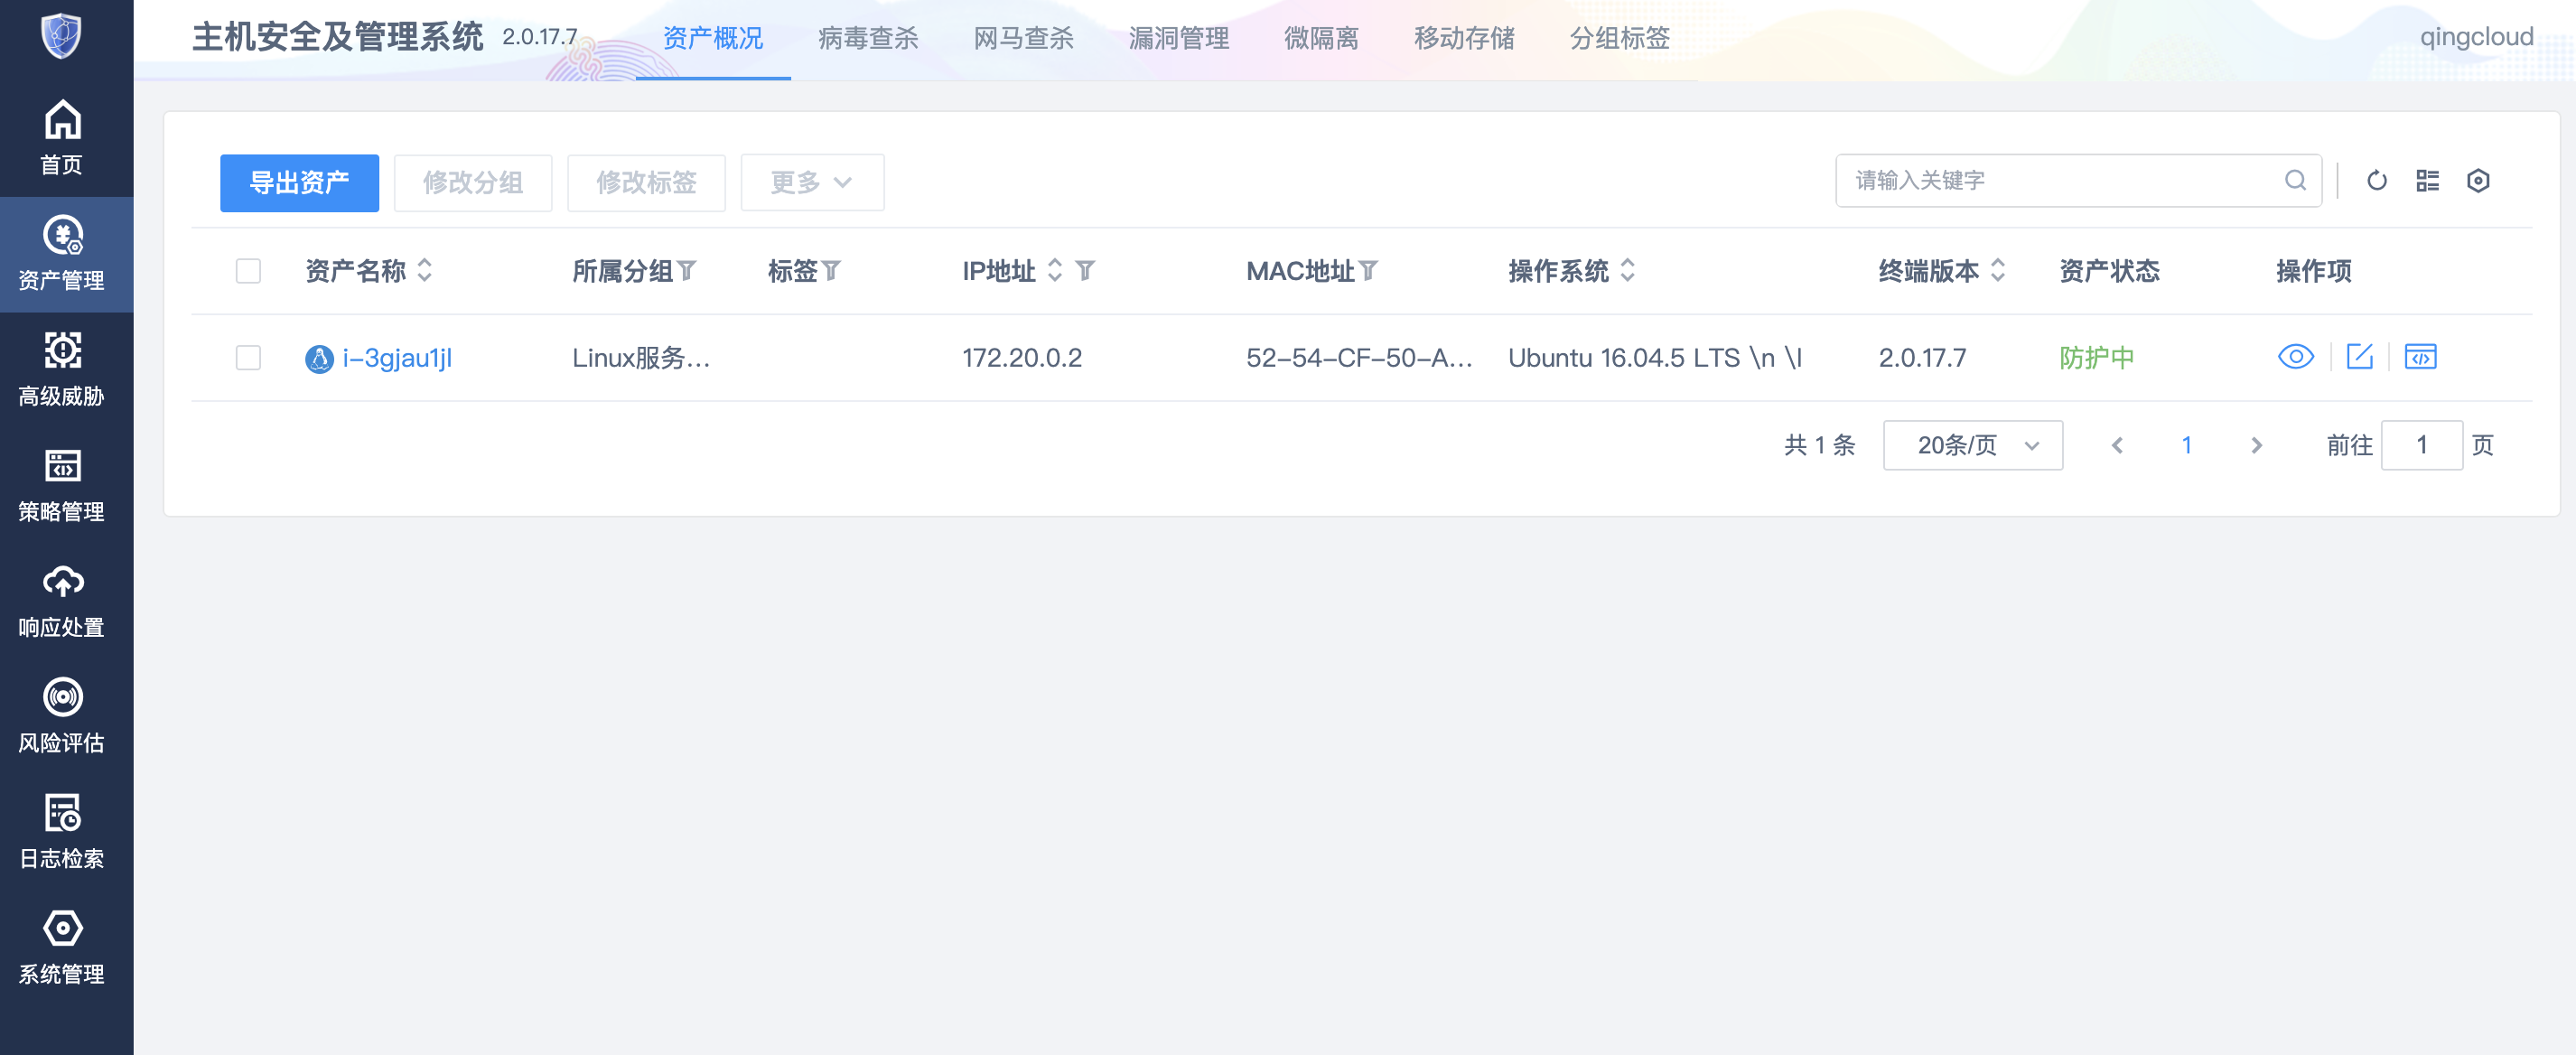 主机安全及管理系统 2.0.17.7 资产概况 病毒查杀 网马查杀 漏洞管理 微隔离 移动存储 分组标签 qingcloud
首页
资产管理
高级威胁
策略管理
响应处置
风险评估
日志检索
系统管理
导出资产 修改分组 修改标签 更多 请输入关键字
资产名称 所属分组 标签 IP地址 MAC地址 操作系统 终端版本 资产状态 操作项
i-3gjau1jl Linux服务... 172.20.0.2 52-54-CF-50-A... Ubuntu 16.04.5 LTS \n \l 2.0.17.7 防护中
共 1 条 20条/页 1 前往 1 页